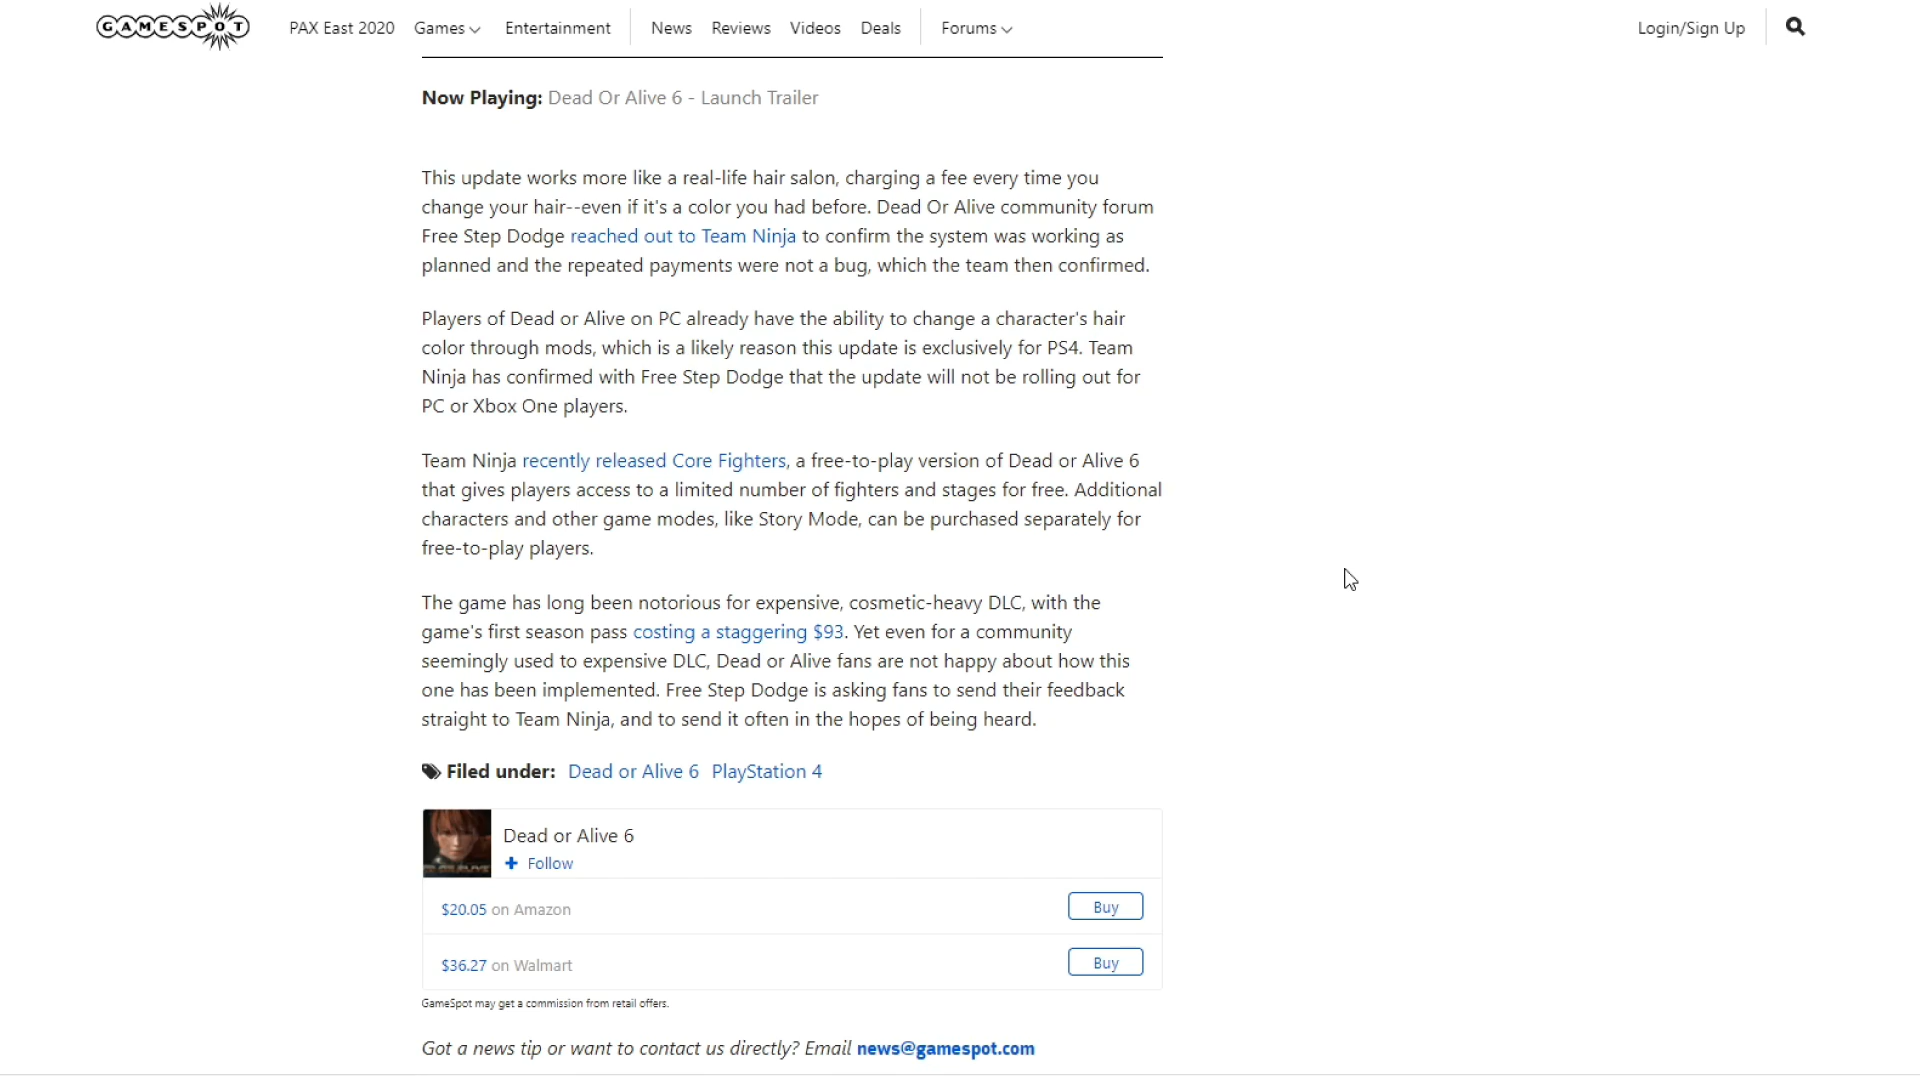 GAMESPOT PAX East 2020 Games Entertainment News Reviews Videos Deals Forums Login/Sign Up
Now Playing: Dead Or Alive 6 - Launch Trailer
This update works more like a real-life hair salon, charging a fee every time you
change your hair--even if it's a color you had before. Dead Or Alive community forum
Free Step Dodge reached out to Team Ninja to confirm the system was working as
planned and the repeated payments were not a bug, which the team then confirmed.
Players of Dead or Alive on PC already have the ability to change a character's hair
color through mods, which is a likely reason this update is exclusively for PS4. Team
Ninja has confirmed with Free Step Dodge that the update will not be rolling out for
PC or Xbox One players.
Team Ninja recently released Core Fighters, a free-to-play version of Dead or Alive 6
that gives players access to a limited number of fighters and stages for free. Additional
characters and other game modes, like Story Mode, can be purchased separately for
free-to-play players.
The game has long been notorious for expensive, cosmetic-heavy DLC, with the
game's first season pass costing a staggering $93. Yet even for a community
seemingly used to expensive DLC, Dead or Alive fans are not happy about how this
one has been implemented. Free Step Dodge is asking fans to send their feedback
straight to Team Ninja, and to send it often in the hopes of being heard.
Filed under: Dead or Alive 6 PlayStation 4
Dead or Alive 6
+ Follow
$20.05 on Amazon Buy
$36.27 on Walmart Buy
GameSpot may get a commission from retail offers.
Got a news tip or want to contact us directly? Email news@gamespot.com